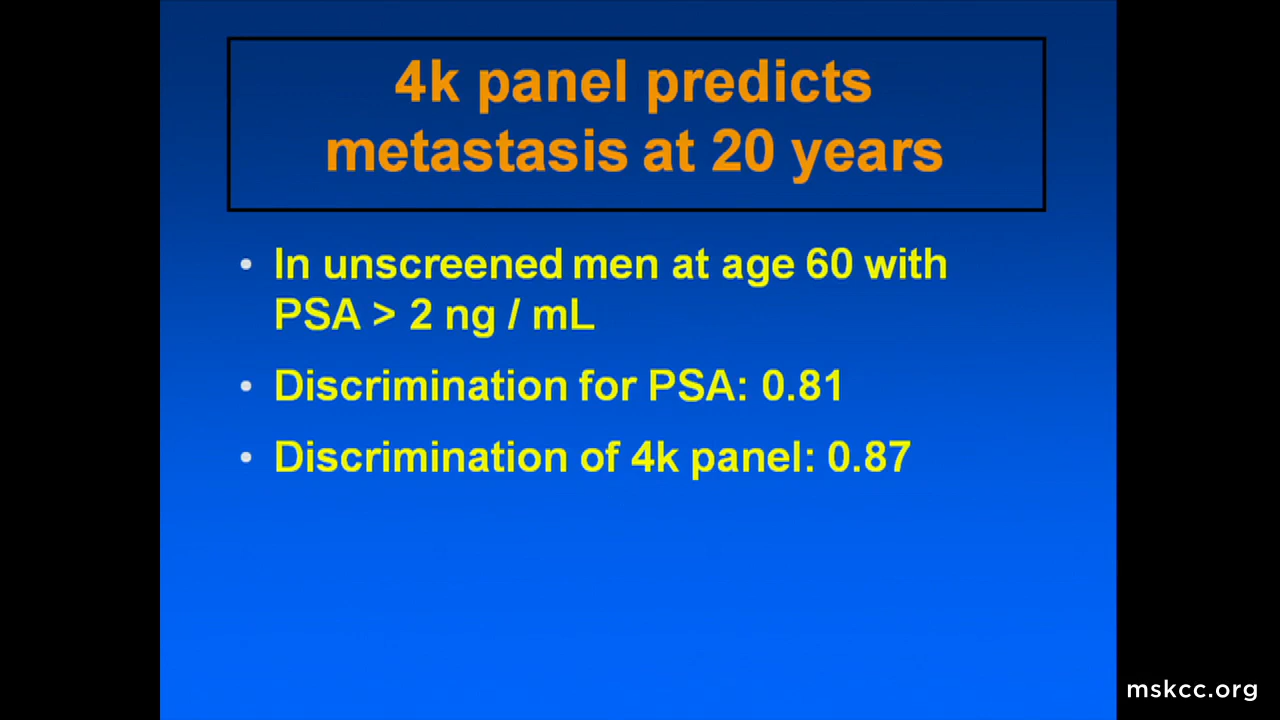 4k panel predicts
metastasis at 20 years
• In unscreened men at age 60 with
PSA > 2 ng / mL
• Discrimination for PSA: 0.81
• Discrimination of 4k panel: 0.87
mskcc.org